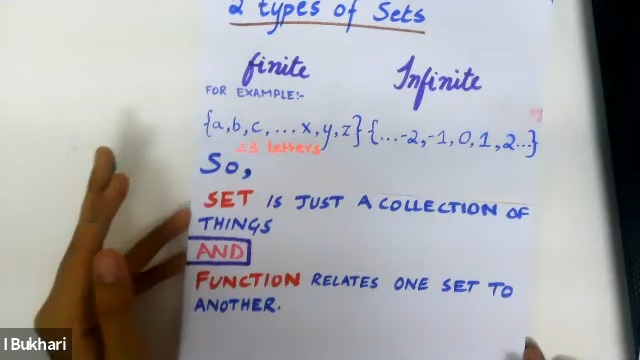 2 types of Sets
finite Infinite
FOR EXAMPLE:-
{a,b,c,...x,y,z} {...-2,-1,0,1,2...}
23 letters
So,
SET IS JUST A COLLECTION OF
THINGS
AND
FUNCTION RELATES ONE SET TO
ANOTHER.
I Bukhari